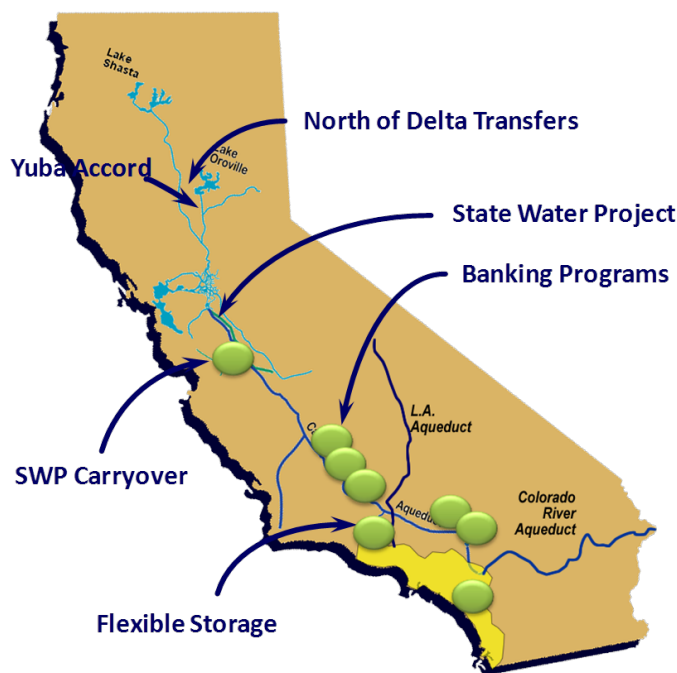 Lake
Shasta
North of Delta Transfers
Yuba Accord
Lake
Oroville
State Water Project
Banking Programs
L.A.
Aqueduct
SWP Carryover
Colorado
River
Aqueduct
Aqueduct
Flexible Storage